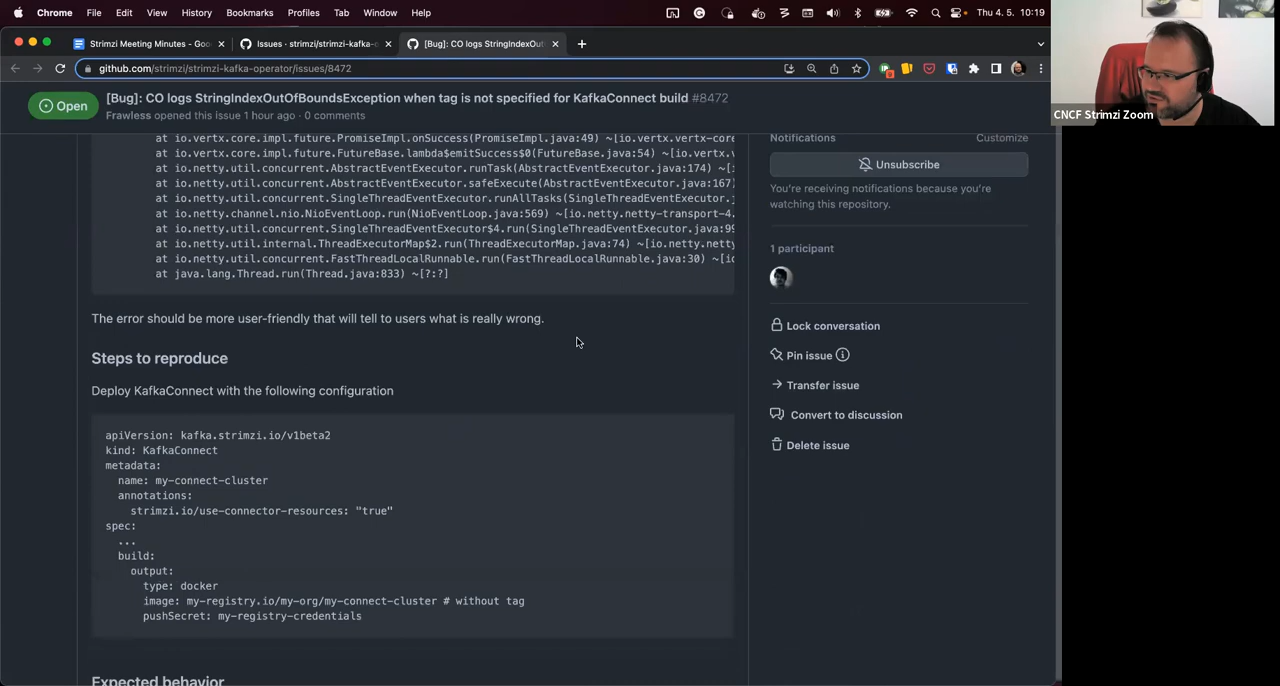 Chrome File Edit View History Bookmarks Profiles Tab Window Help Thu 4. 5. 10:19
Strimzi Meeting Minutes - Goo
Issues · strimzi/strimzi-kafka-o
[Bug]: CO logs StringIndexOutO
github.com/strimzi/strimzi-kafka-operator/issues/8472
Open
[Bug]: CO logs StringIndexOutOfBoundsException when tag is not specified for KafkaConnect build #8472
Frawless opened this issue 1 hour ago · 0 comments
at io.vertx.core.impl.future.PromiseImpl.onSuccess(PromiseImpl.java:49) ~[io.vertx.vertx-core
at io.vertx.core.impl.future.FutureBase.lambda$emitSuccess$0(FutureBase.java:54) ~[io.vertx.v
at io.netty.util.concurrent.AbstractEventExecutor.runTask(AbstractEventExecutor.java:174) ~[i
at io.netty.util.concurrent.AbstractEventExecutor.safeExecute(AbstractEventExecutor.java:167)
at io.netty.util.concurrent.SingleThreadEventExecutor.runAllTasks(SingleThreadEventExecutor.j
at io.netty.channel.nio.NioEventLoop.run(NioEventLoop.java:569) ~[io.netty.netty-transport-4.
at io.netty.util.concurrent.SingleThreadEventExecutor$4.run(SingleThreadEventExecutor.java:99
at io.netty.util.internal.ThreadExecutorMap$2.run(ThreadExecutorMap.java:74) ~[io.netty.netty
at io.netty.util.concurrent.FastThreadLocalRunnable.run(FastThreadLocalRunnable.java:30) ~[io
at java.lang.Thread.run(Thread.java:833) ~[?:?]
The error should be more user-friendly that will tell to users what is really wrong.
Steps to reproduce
Deploy KafkaConnect with the following configuration
apiVersion: kafka.strimzi.io/v1beta2
kind: KafkaConnect
metadata:
name: my-connect-cluster
annotations:
strimzi.io/use-connector-resources: "true"
spec:
...
build:
output:
type: docker
image: my-registry.io/my-org/my-connect-cluster # without tag
pushSecret: my-registry-credentials
Expected behavior
Notifications Customize
Unsubscribe
You're receiving notifications because you're
watching this repository.
1 participant
Lock conversation
Pin issue
Transfer issue
Convert to discussion
Delete issue
CNCF Strimzi Zoom